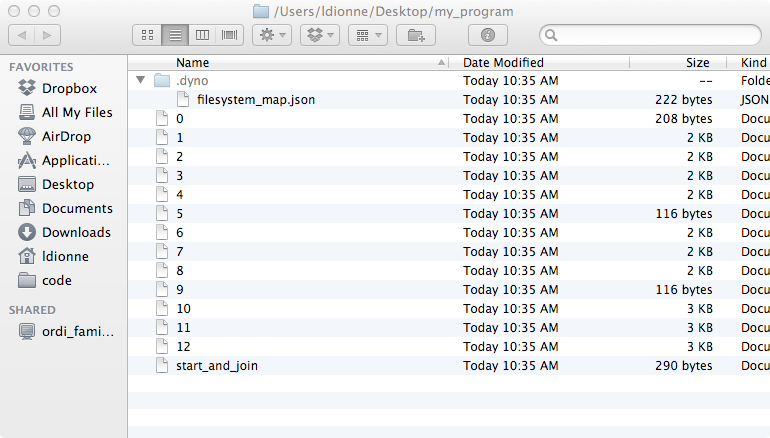 /Users/ldionne/Desktop/my_program
FAVORITES
Dropbox
All My Files
AirDrop
Applicati...
Desktop
Documents
Downloads
ldionne
code
SHARED
ordi_fami...
Name Date Modified Size Kind
.dyno Today 10:35 AM -- Folde
filesystem_map.json Today 10:35 AM 222 bytes JSON
0 Today 10:35 AM 208 bytes Docu
1 Today 10:35 AM 2 KB Docu
2 Today 10:35 AM 2 KB Docu
3 Today 10:35 AM 2 KB Docu
4 Today 10:35 AM 2 KB Docu
5 Today 10:35 AM 116 bytes Docu
6 Today 10:35 AM 2 KB Docu
7 Today 10:35 AM 2 KB Docu
8 Today 10:35 AM 2 KB Docu
9 Today 10:35 AM 116 bytes Docu
10 Today 10:35 AM 3 KB Docu
11 Today 10:35 AM 3 KB Docu
12 Today 10:35 AM 3 KB Docu
start_and_join Today 10:35 AM 290 bytes Docu